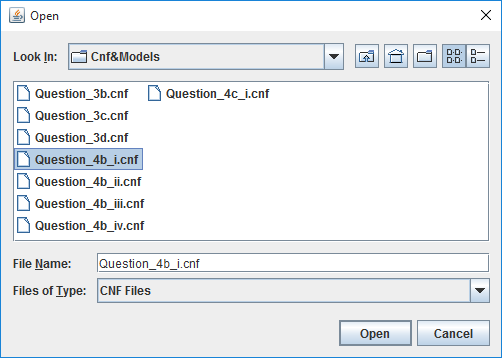 Open
Look In: Cnf&Models
Question_3b.cnf
Question_3c.cnf
Question_3d.cnf
Question_4b_i.cnf
Question_4b_ii.cnf
Question_4b_iii.cnf
Question_4b_iv.cnf
Question_4c_i.cnf
File Name: Question_4b_i.cnf
Files of Type: CNF Files
Open Cancel